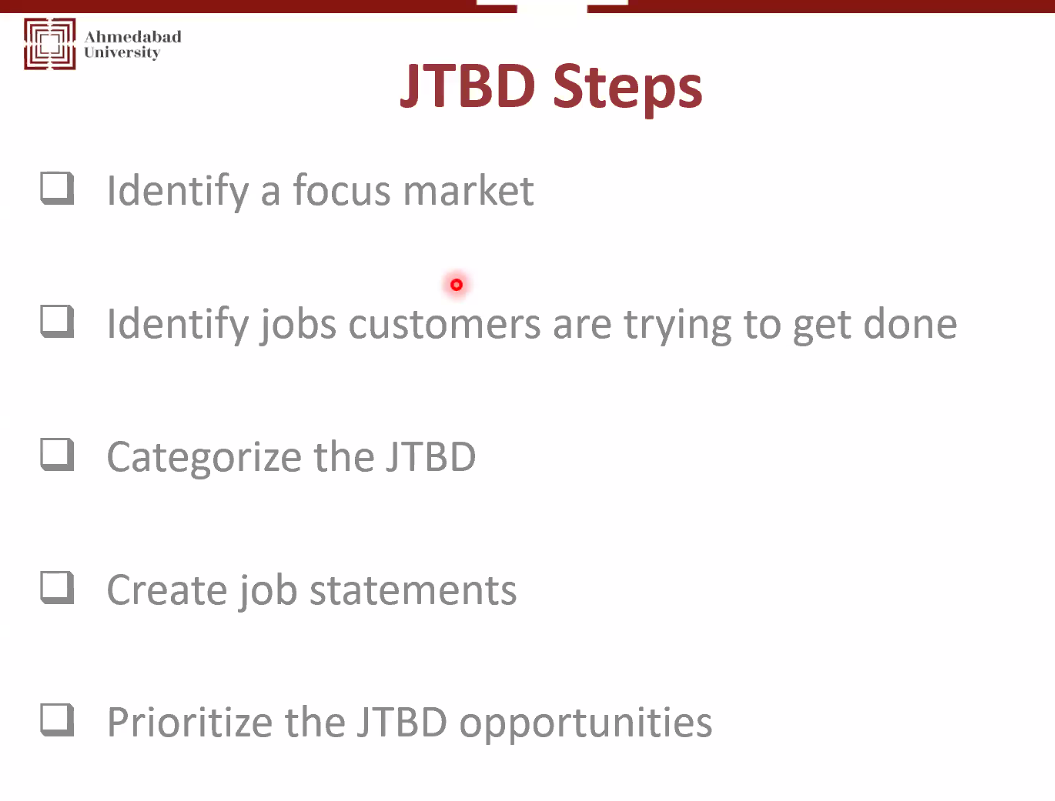 Ahmedabad
University
JTBD Steps
Identify a focus market
Identify jobs customers are trying to get done
Categorize the JTBD
Create job statements
Prioritize the JTBD opportunities